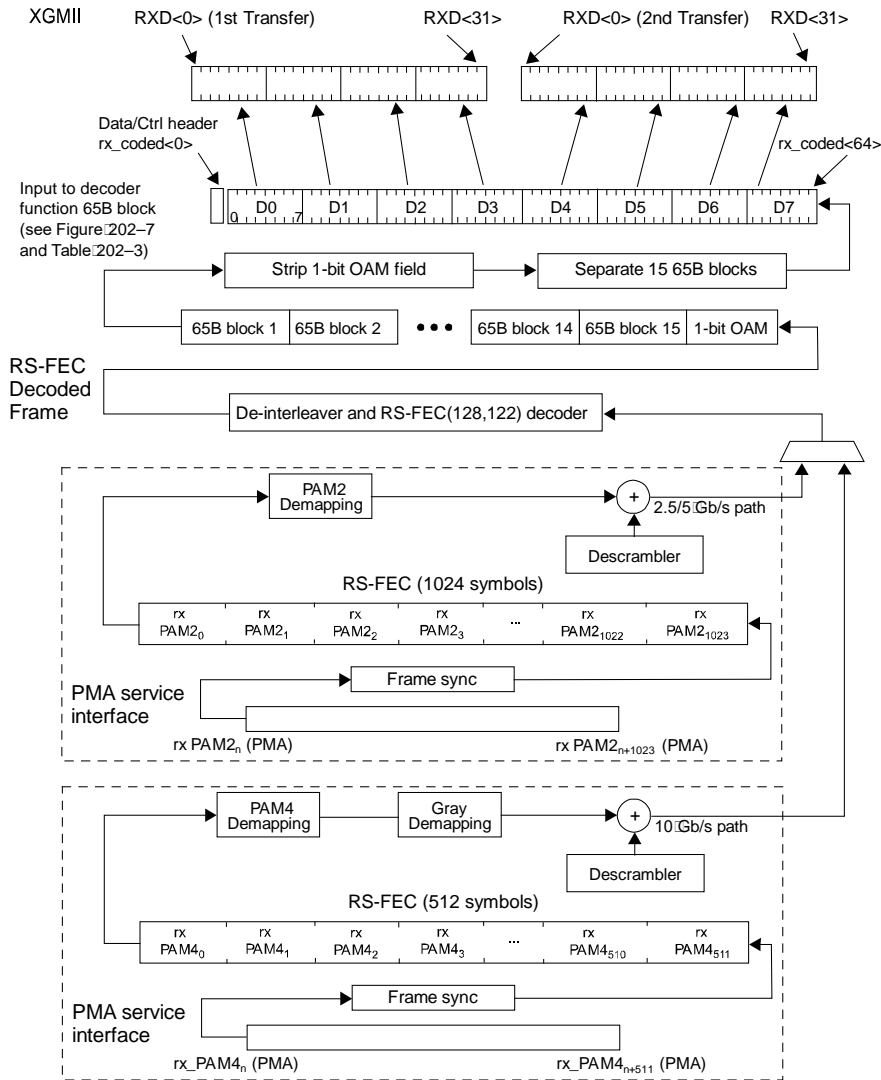 XGMII
RXD<0> (1st Transfer)
RXD<31>
RXD<0> (2nd Transfer)
RXD<31>
Data/Ctrl header
rx_coded<0>
rx_coded<64>
Input to decoder
function 65B block
(see Figure 202–7
and Table 202–3)
D0 D1 D2 D3 D4 D5 D6 D7
0 7
Strip 1-bit OAM field
Separate 15 65B blocks
65B block 1
65B block 2
•••
65B block 14
65B block 15
1-bit OAM
RS-FEC
Decoded
Frame
De-interleaver and RS-FEC(128,122) decoder
PAM2
Demapping
+
2.5/5 Gb/s path
Descrambler
RS-FEC (1024 symbols)
rx rx rx rx rx rx
PAM2₀ PAM2₁ PAM2₂ PAM2₃ ... PAM2₁₀₂₂ PAM2₁₀₂₃
Frame sync
PMA service
interface
rx PAM2ₙ (PMA)
rx PAM2ₙ₊₁₀₂₃ (PMA)
PAM4
Demapping
Gray
Demapping
+
10 Gb/s path
Descrambler
RS-FEC (512 symbols)
rx rx rx rx rx rx
PAM4₀ PAM4₁ PAM4₂ PAM4₃ ... PAM4₅₁₀ PAM4₅₁₁
Frame sync
PMA service
interface
rx_PAM4ₙ (PMA)
rx_PAM4ₙ₊₅₁₁ (PMA)